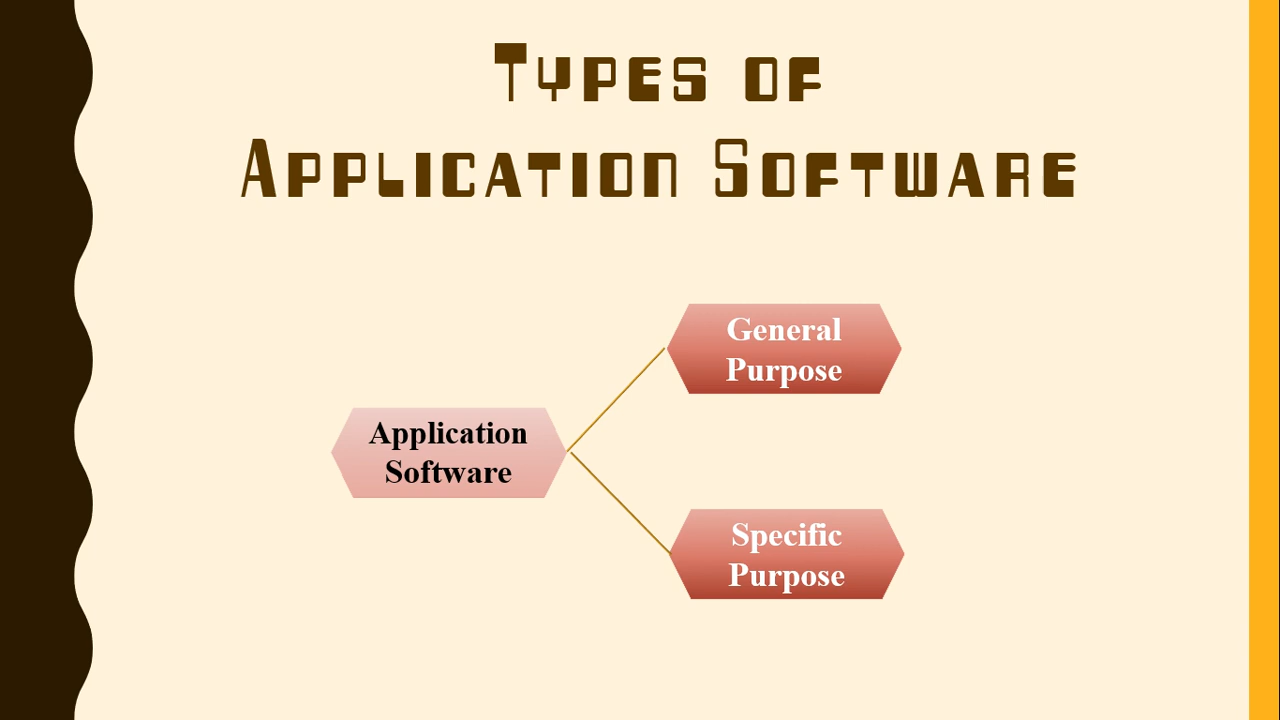 Types of
Application Software
General
Purpose
Application
Software
Specific
Purpose